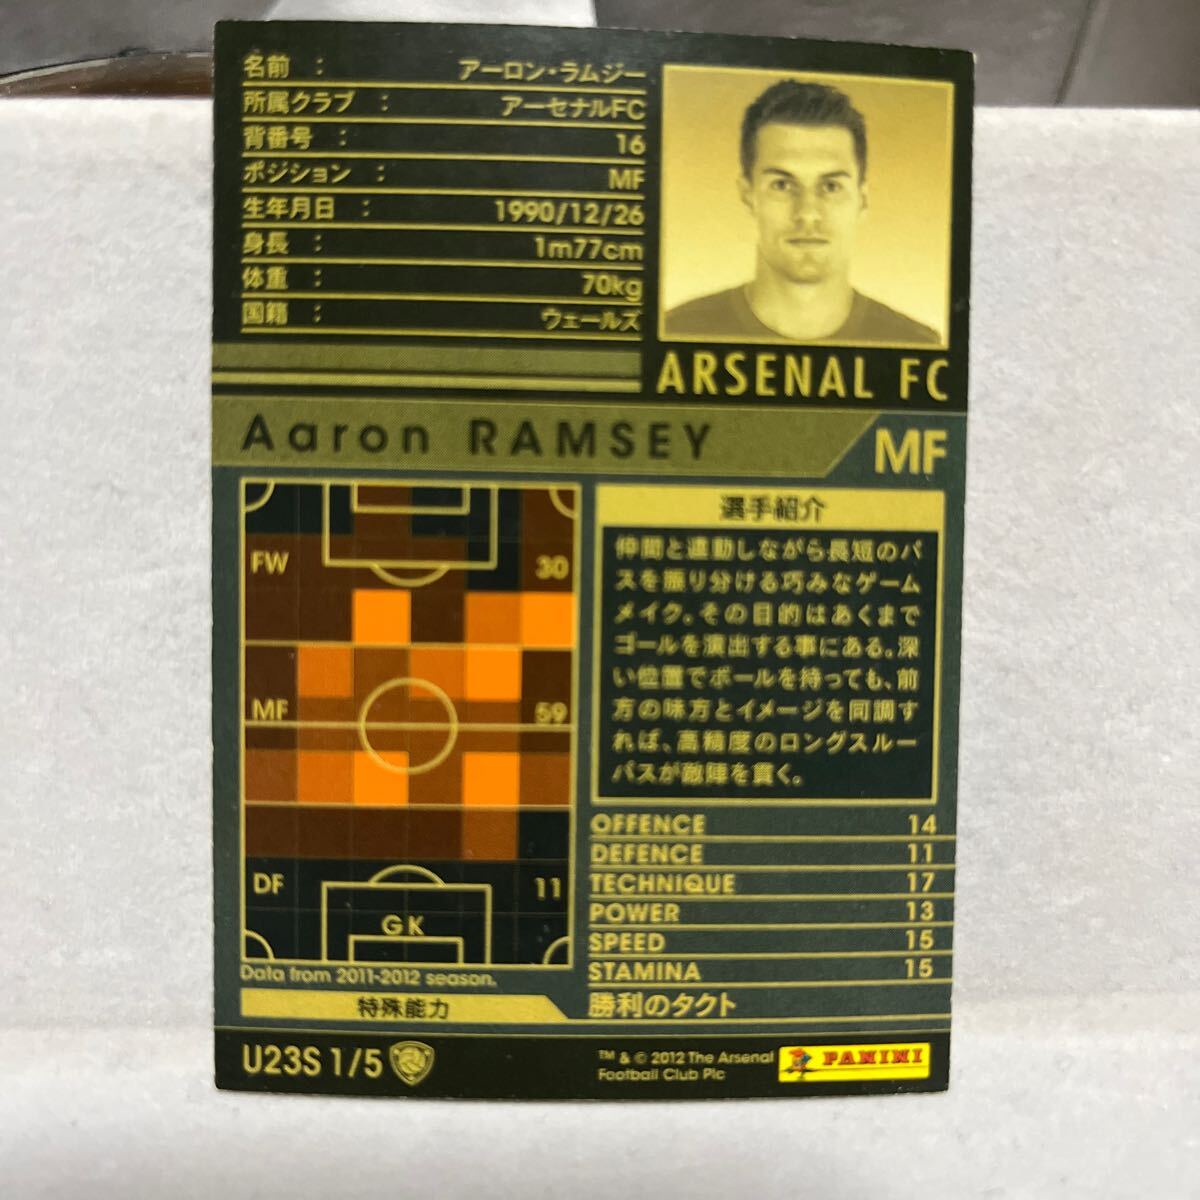 名前 : アーロン・ラムジー
所属クラブ : アーセナルFC
背番号 : 16
ポジション : MF
生年月日 : 1990/12/26
身長 : 1m77cm
体重 : 70kg
国籍 : ウェールズ
ARSENAL FC
Aaron RAMSEY MF
FW 30
MF 59
DF 11
GK
Data from 2011-2012 season.
選手紹介
仲間と連動しながら長短のパ
スを振り分ける巧みなゲーム
メイク。その目的はあくまで
ゴールを演出する事にある。深
い位置でボールを持っても、前
方の味方とイメージを同調す
れば、高精度のロングスルー
パスが敵陣を貫く。
OFFENCE 14
DEFENCE 11
TECHNIQUE 17
POWER 13
SPEED 15
STAMINA 15
特殊能力 勝利のタクト
U23S 1/5
™ & © 2012 The Arsenal
Football Club Plc
PANINI